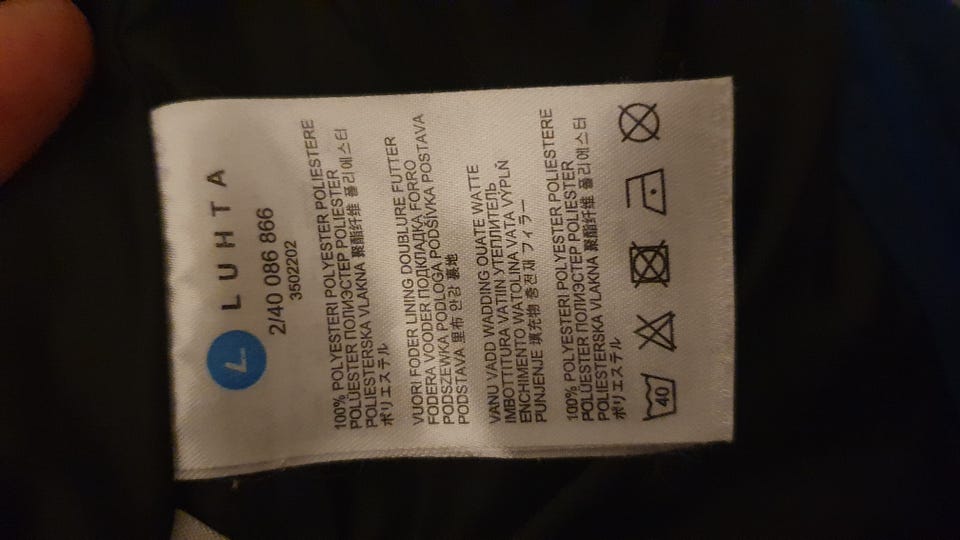 LUHTA
2/40 086 866
3502202
100% POLYESTERI POLYESTER POLIESTERE
POLÜESTER ПОЛИЭСТЕР POLIESTER
POLIESTERSKA VLAKNA 聚酯纤维 폴리에스터
ポリエステル
VUORI FODER LINING DOUBLURE FUTTER
FODERA VOODER ПОДКЛАДКА FORRO
PODSZEWKA PODLOGA PODŠÍVKA POSTAVA
PODSTAVA 里布 안감 裏地
VANU VADD WADDING OUATE WATTE
IMBOTTITURA VATIIN УТЕПЛИТЕЛЬ
ENCHIMENTO WATOLINA VATA VÝPLŇ
PUNJENJE 填充物 충전재 フィラー
100% POLYESTERI POLYESTER POLIESTERE
POLÜESTER ПОЛИЭСТЕР POLIESTER
POLIESTERSKA VLAKNA 聚酯纤维 폴리에스터
ポリエステル
40